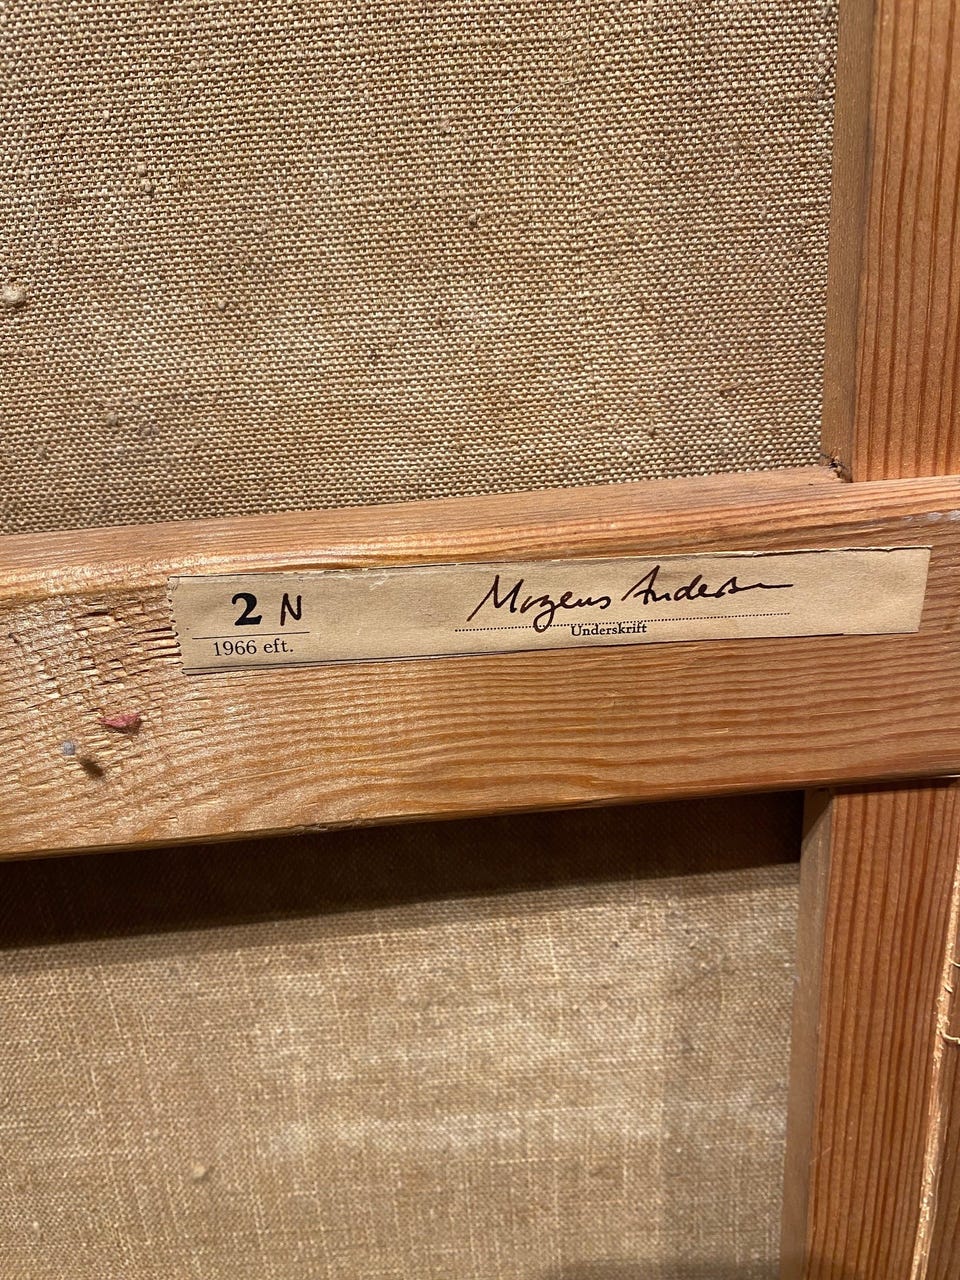 2 N
1966 eft.
Mogens Andersen
Underskrift